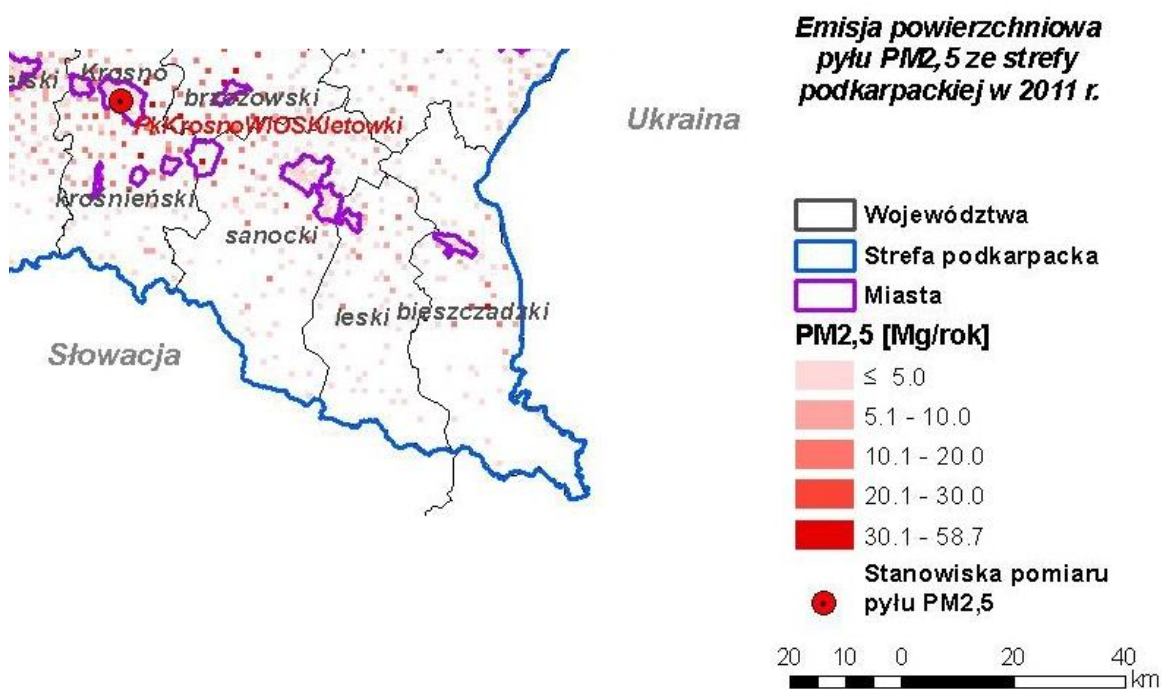 Emisja powierzchniowa
pyłu PM2,5 ze strefy
podkarpackiej w 2011 r.
Krosno
brzozowski
PkKrosnoWIOSKletowki
Ukraina
krośnieński
sanocki
leski
bieszczadzki
Słowacja
Województwa
Strefa podkarpacka
Miasta
PM2,5 [Mg/rok]
≤ 5.0
5.1 - 10.0
10.1 - 20.0
20.1 - 30.0
30.1 - 58.7
Stanowiska pomiaru
pyłu PM2,5
20 10 0 20 40
km